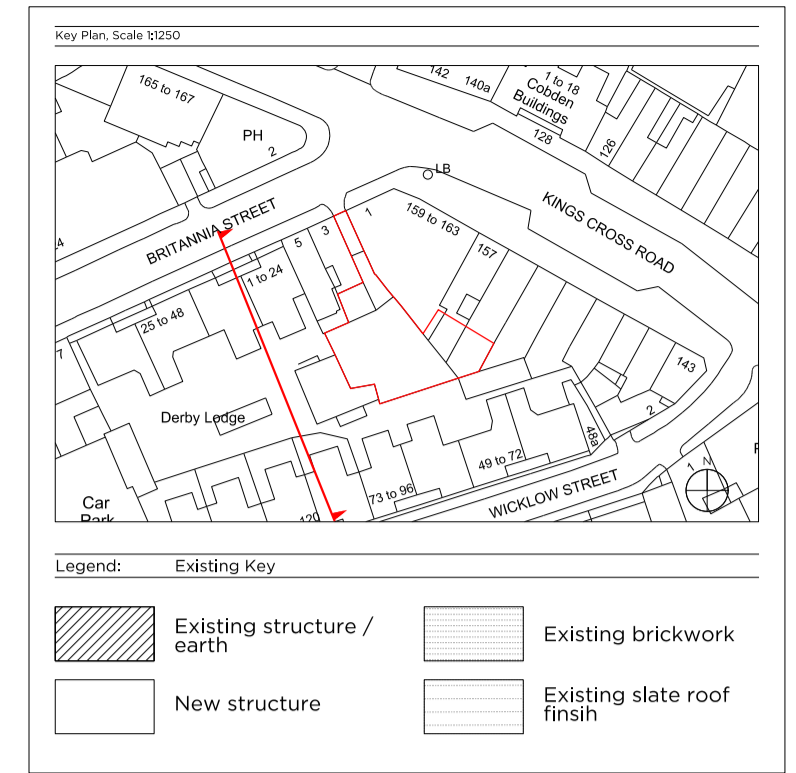 Key Plan, Scale 1:1250
165 to 167
PH
2
142
140a
1 to 18
Cobden
Buildings
128
126
LB
KINGS CROSS ROAD
BRITANNIA STREET
1
3
5
159 to 163
157
1 to 24
25 to 48
7
Derby Lodge
143
2
48a
49 to 72
73 to 96
120
WICKLOW STREET
1
N
Car
Park
Legend: Existing Key
Existing structure /
earth
Existing brickwork
New structure
Existing slate roof
finsih